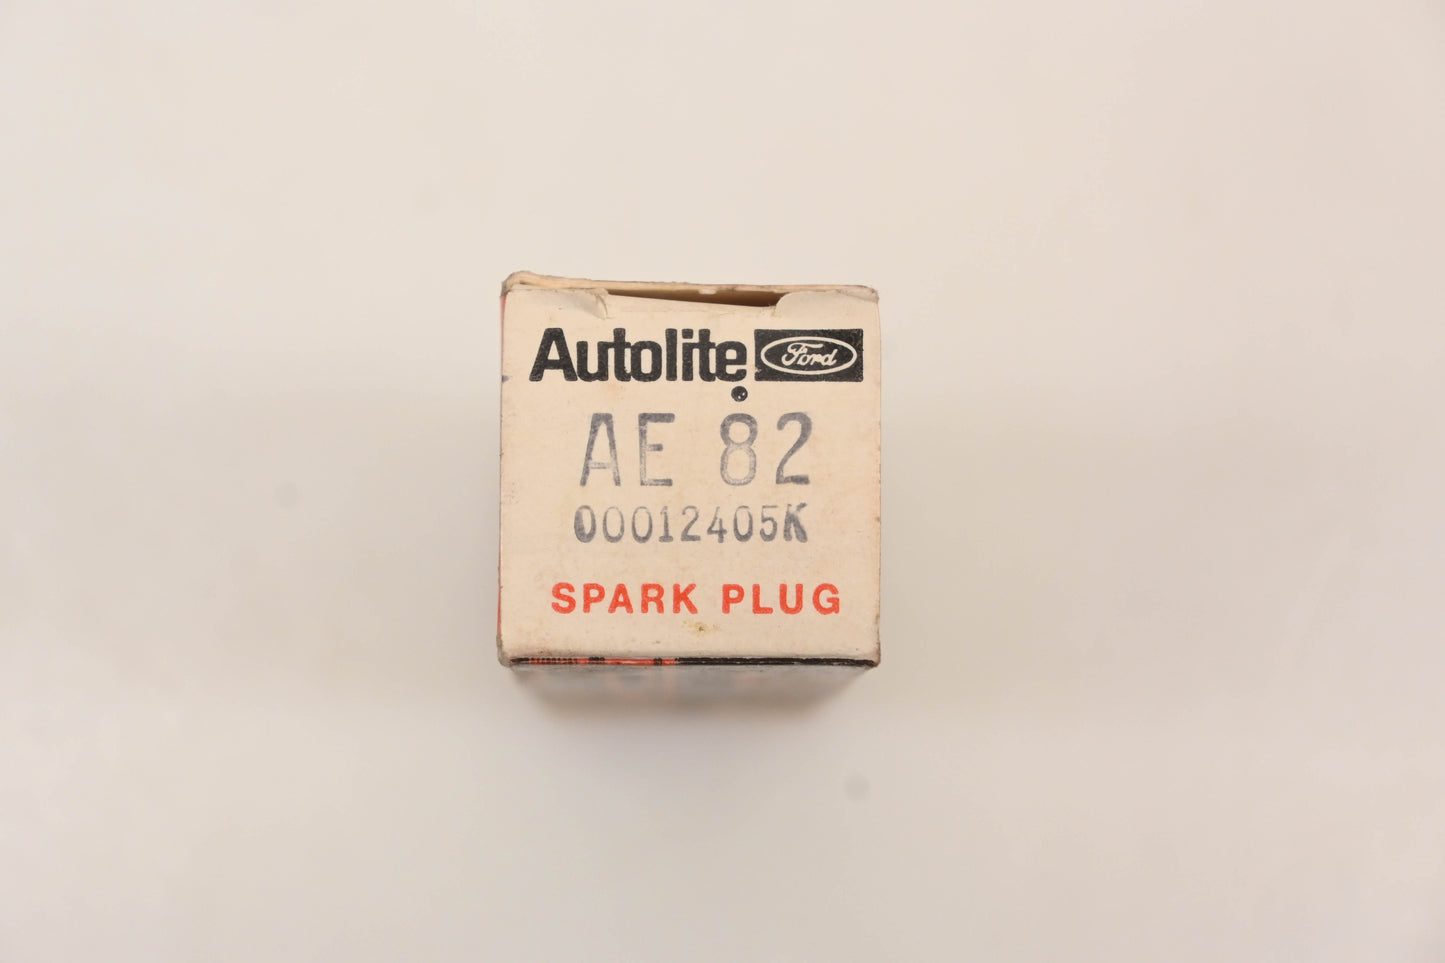 Autolite Ford
AE 82
00012405K
SPARK PLUG